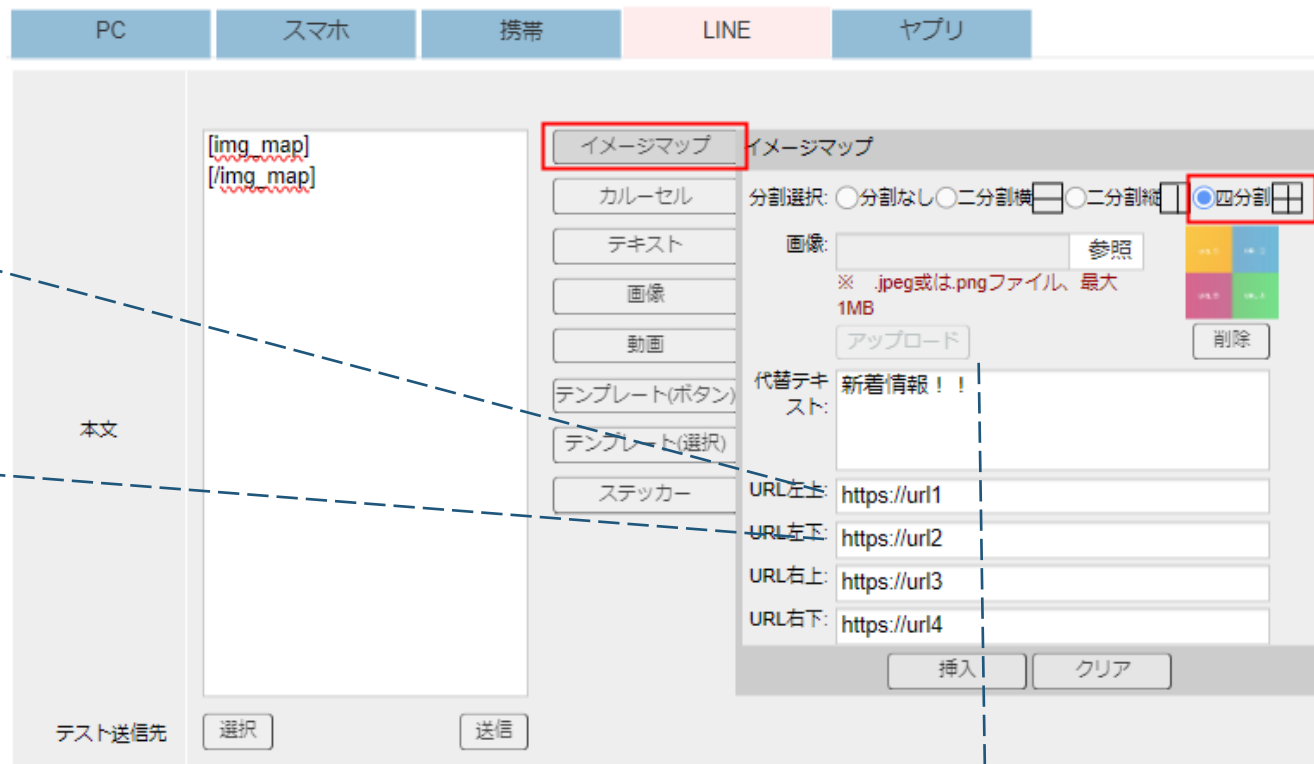 PC スマホ 携帯 LINE ヤプリ
[img_map]
[/img_map]
イメージマップ
カルーセル
テキスト
画像
動画
テンプレート(ボタン)
テンプレート(選択)
ステッカー
イメージマップ
分割選択: 分割なし 二分割横 二分割縦 四分割
画像: 参照
※ .jpeg或は.pngファイル、最大
1MB
アップロード 削除
代替テキ
スト: 新着情報！！
URL左上: https://url1
URL左下: https://url2
URL右上: https://url3
URL右下: https://url4
挿入 クリア
本文
テスト送信先 選択 送信